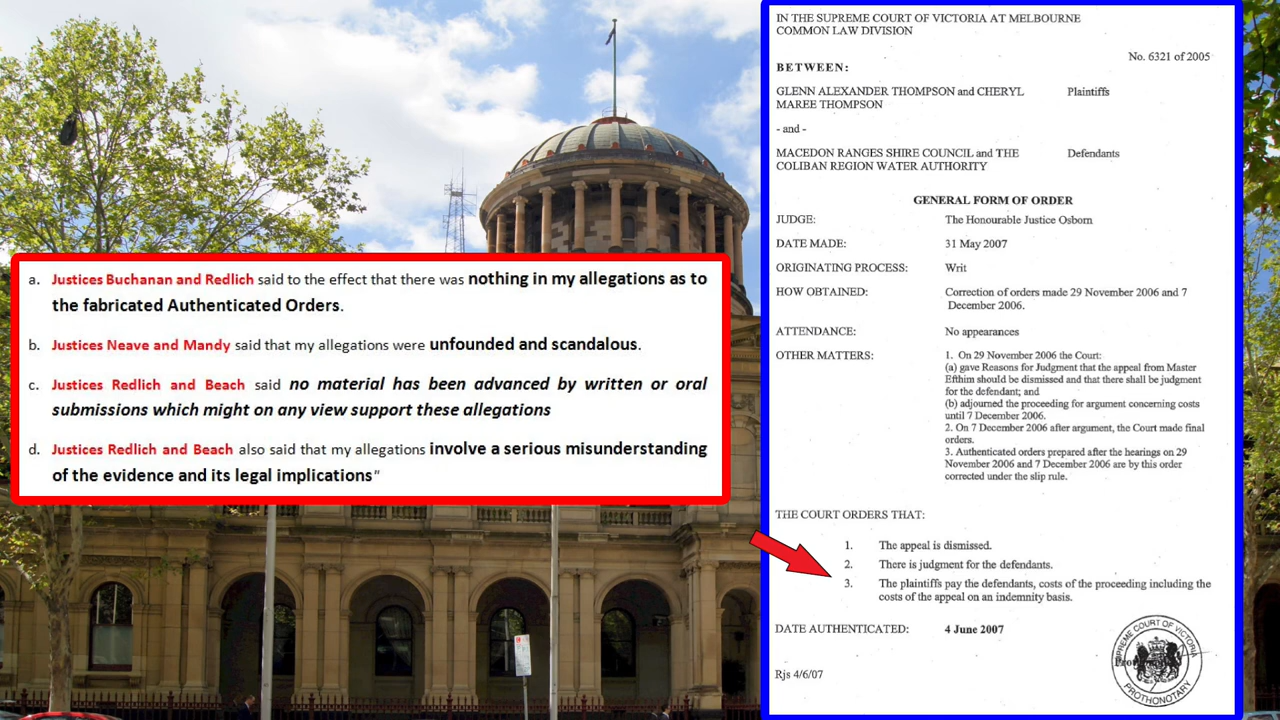 a. Justices Buchanan and Redlich said to the effect that there was nothing in my allegations as to
the fabricated Authenticated Orders.
b. Justices Neave and Mandy said that my allegations were unfounded and scandalous.
c. Justices Redlich and Beach said no material has been advanced by written or oral
submissions which might on any view support these allegations
d. Justices Redlich and Beach also said that my allegations involve a serious misunderstanding
of the evidence and its legal implications"
IN THE SUPREME COURT OF VICTORIA AT MELBOURNE
COMMON LAW DIVISION
No. 6321 of 2005
BETWEEN:
GLENN ALEXANDER THOMPSON and CHERYL Plaintiffs
MAREE THOMPSON
- and -
MACEDON RANGES SHIRE COUNCIL and THE Defendants
COLIBAN REGION WATER AUTHORITY
GENERAL FORM OF ORDER
JUDGE: The Honourable Justice Osborn
DATE MADE: 31 May 2007
ORIGINATING PROCESS: Writ
HOW OBTAINED: Correction of orders made 29 November 2006 and 7
December 2006.
ATTENDANCE: No appearances
OTHER MATTERS: 1. On 29 November 2006 the Court:
(a) gave Reasons for Judgment that the appeal from Master
Efthim should be dismissed and that there shall be judgment
for the defendant; and
(b) adjourned the proceeding for argument concerning costs
until 7 December 2006.
2. On 7 December 2006 after argument, the Court made final
orders.
3. Authenticated orders prepared after the hearings on 29
November 2006 and 7 December 2006 are by this order
corrected under the slip rule.
THE COURT ORDERS THAT:
1. The appeal is dismissed.
2. There is judgment for the defendants.
3. The plaintiffs pay the defendants, costs of the proceeding including the
costs of the appeal on an indemnity basis.
DATE AUTHENTICATED: 4 June 2007
Rjs 4/6/07
SUPREME COURT OF VICTORIA
PROTHONOTARY